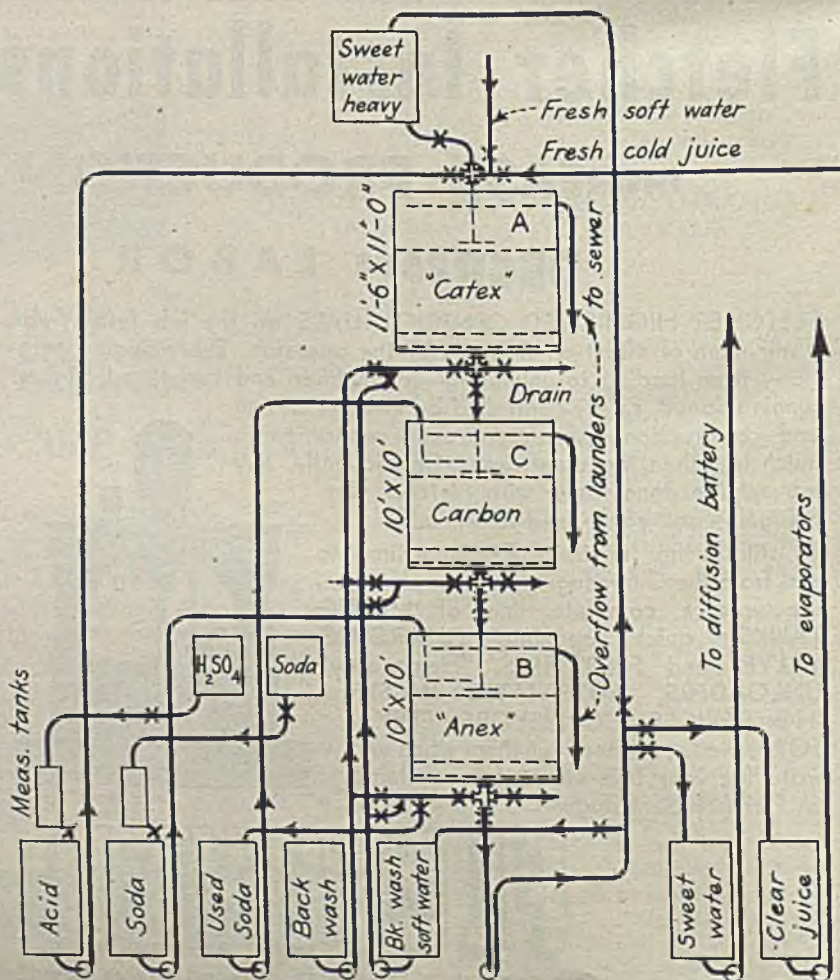 Sweet
water
heavy
Fresh soft water
Fresh cold juice
A
"Catex"
11'-6" X 11'-0"
to sewer
Overflow from launders
Drain
C
Carbon
10' X 10'
B
"Anex"
10' X 10'
To diffusion battery
To evaporators
H2SO4
Soda
Meas. tanks
Acid
Soda
Used
Soda
Back
wash
Bk. wash
soft water
Sweet
water
Clear
juice